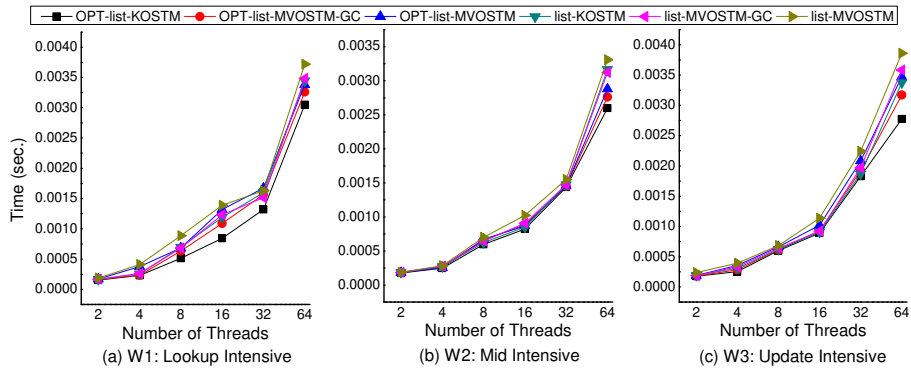 OPT-list-KOSTM OPT-list-MVOSTM-GC OPT-list-MVOSTM list-KOSTM list-MVOSTM-GC list-MVOSTM
Time (sec.)
0.0040
0.0035
0.0030
0.0025
0.0020
0.0015
0.0010
0.0005
0.0000
2 4 8 16 32 64
Number of Threads
(a) W1: Lookup Intensive
0.0035
0.0030
0.0025
0.0020
0.0015
0.0010
0.0005
0.0000
2 4 8 16 32 64
Number of Threads
(b) W2: Mid Intensive
0.0040
0.0035
0.0030
0.0025
0.0020
0.0015
0.0010
0.0005
0.0000
2 4 8 16 32 64
Number of Threads
(c) W3: Update Intensive